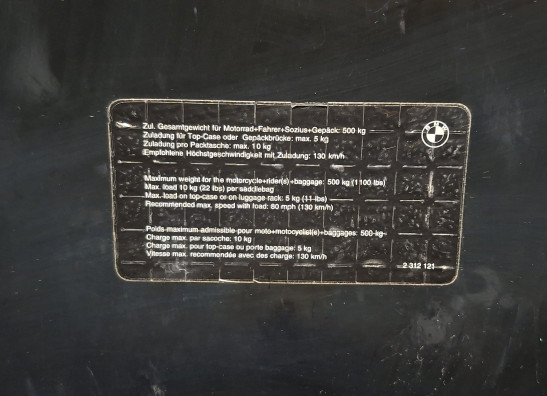 Zul. Gesamtgewicht für Motorrad+Fahrer+Sozius+Gepäck: 500 kg
Zuladung für Top-Case oder Gepäckbrücke: max. 5 kg
Zuladung pro Packtasche: max. 10 kg
Empfohlene Höchstgeschwindigkeit mit Zuladung: 130 km/h
Maximum weight for the motorcycle+rider(s)+baggage: 500 kg (1100 lbs)
Max. load 10 kg (22 lbs) per saddlebag
Max. load on top-case or on luggage rack: 5 kg (11 lbs)
Recommended max. speed with load: 80 mph (130 km/h)
Poids maximum admissible pour moto+motocyclist(s)+baggages: 500 kg
Charge max. par sacoche: 10 kg
Charge max. pour top-case ou porte baggage: 5 kg
Vitesse max. recommendée avec des charge: 130 km/h
2 312 121
BMW